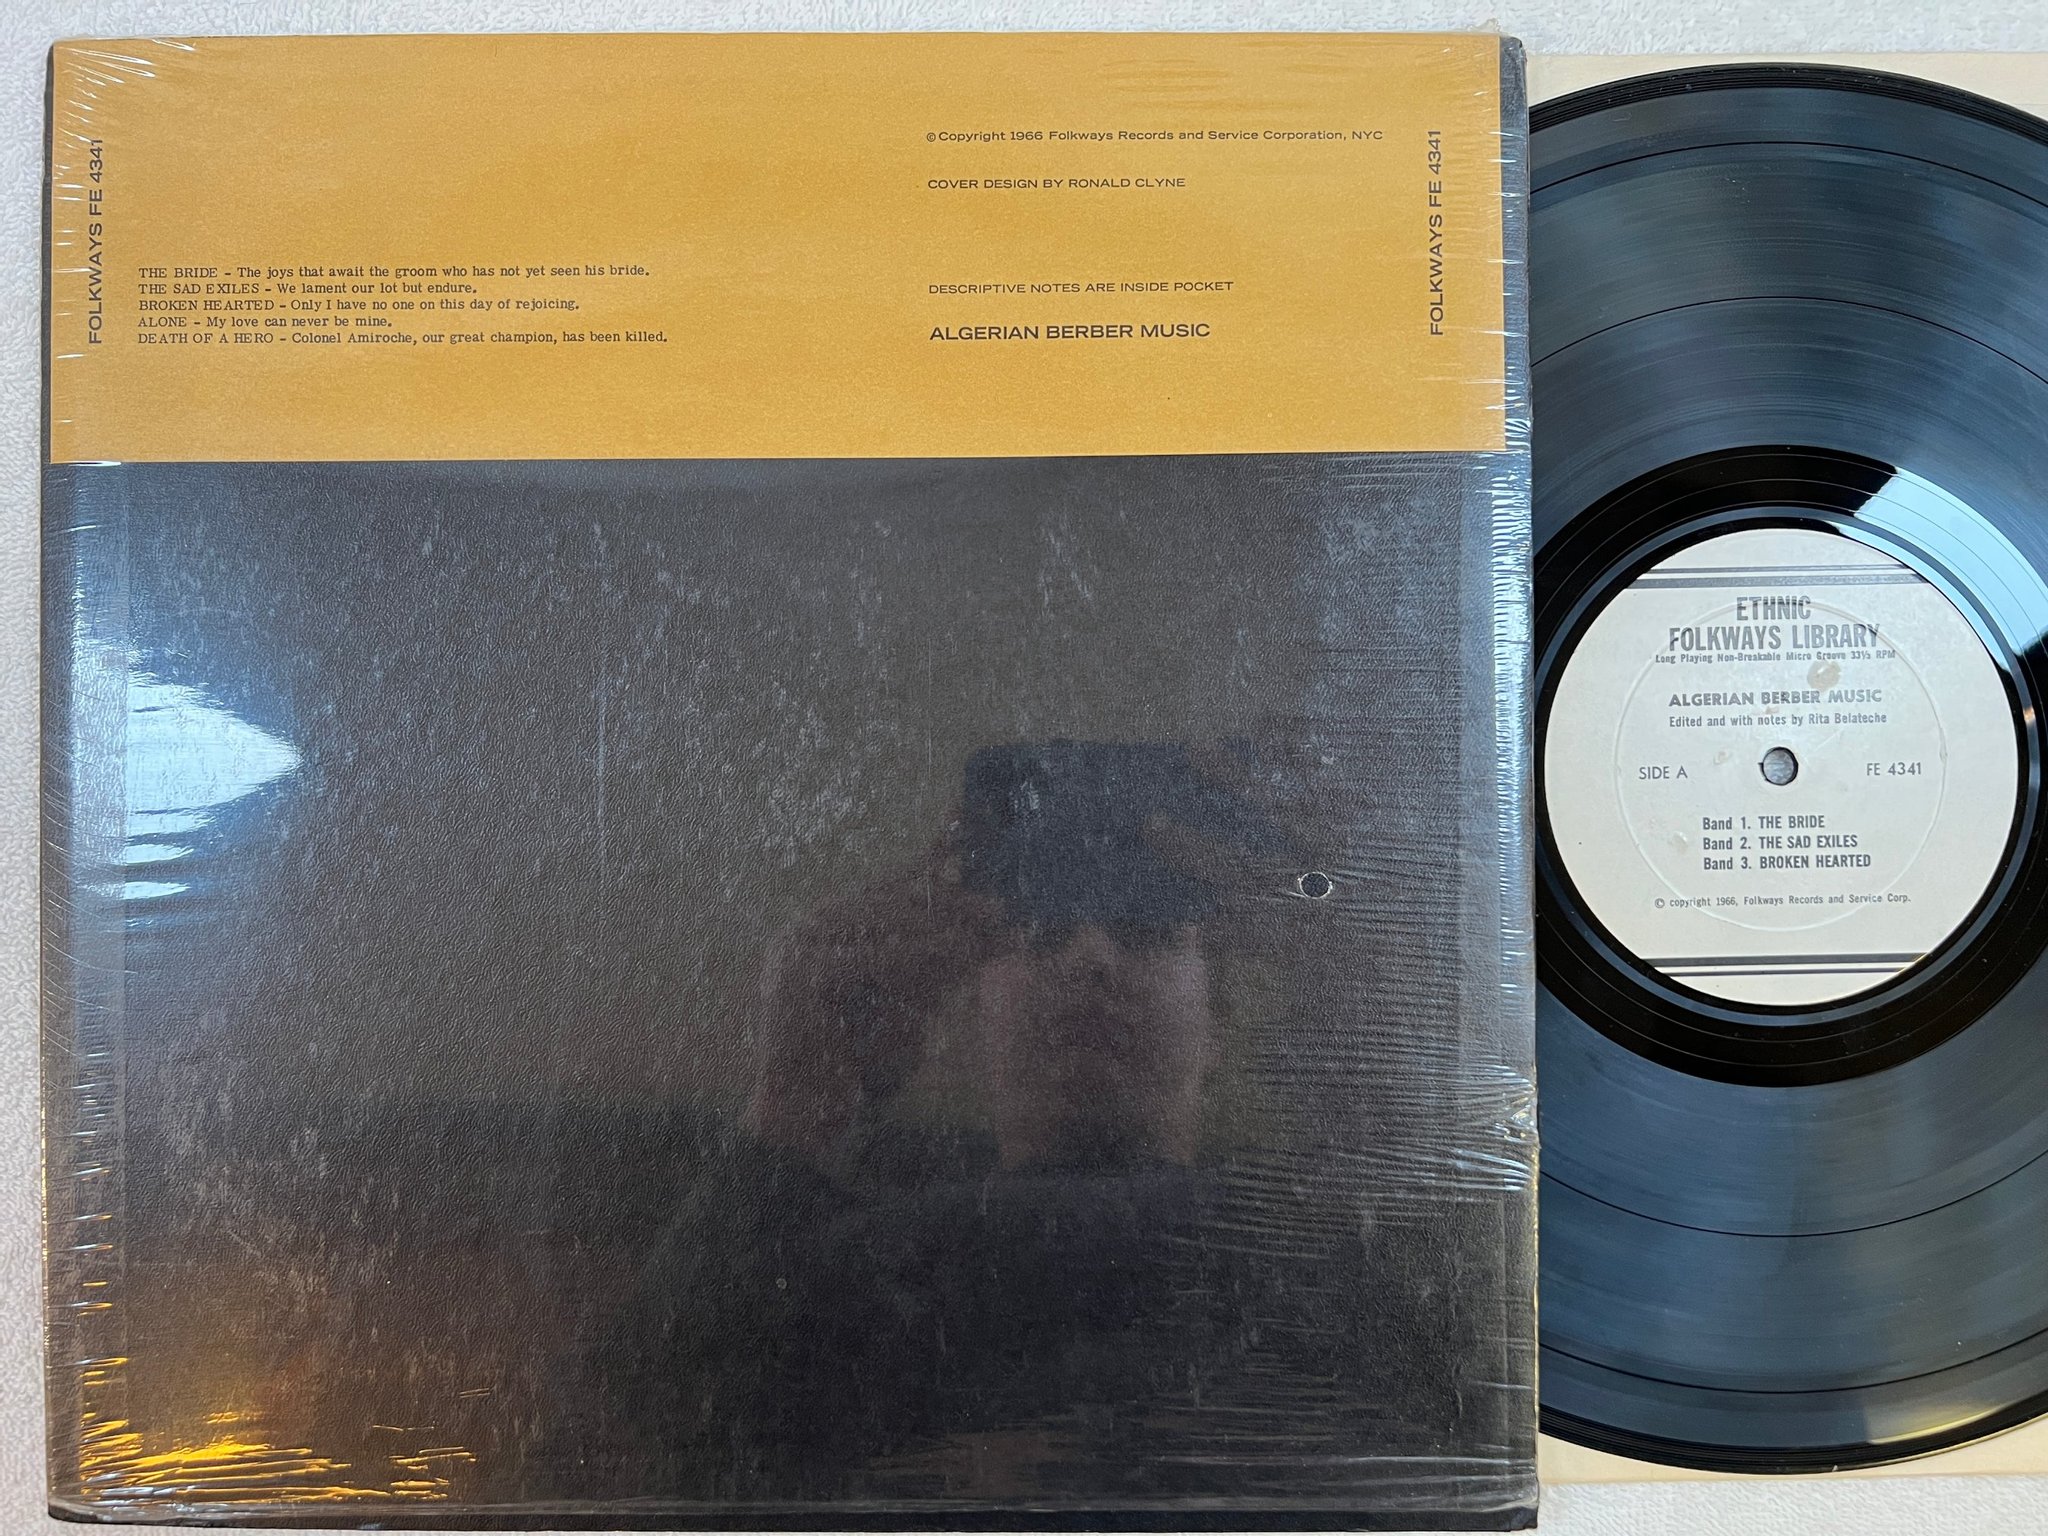 FOLKWAYS FE 4341
THE BRIDE - The joys that await the groom who has not yet seen his bride.
THE SAD EXILES - We lament our lot but endure.
BROKEN HEARTED - Only I have no one on this day of rejoicing.
ALONE - My love can never be mine.
DEATH OF A HERO - Colonel Amiroche, our great champion, has been killed.
© Copyright 1966 Folkways Records and Service Corporation, NYC
COVER DESIGN BY RONALD CLYNE
DESCRIPTIVE NOTES ARE INSIDE POCKET
ALGERIAN BERBER MUSIC
FOLKWAYS FE 4341
ETHNIC
FOLKWAYS LIBRARY
Long Playing Non-Breakable Micro Groove 33⅓ RPM
ALGERIAN BERBER MUSIC
Edited and with notes by Rita Belateche
SIDE A FE 4341
Band 1. THE BRIDE
Band 2. THE SAD EXILES
Band 3. BROKEN HEARTED
© copyright 1966, Folkways Records and Service Corp.